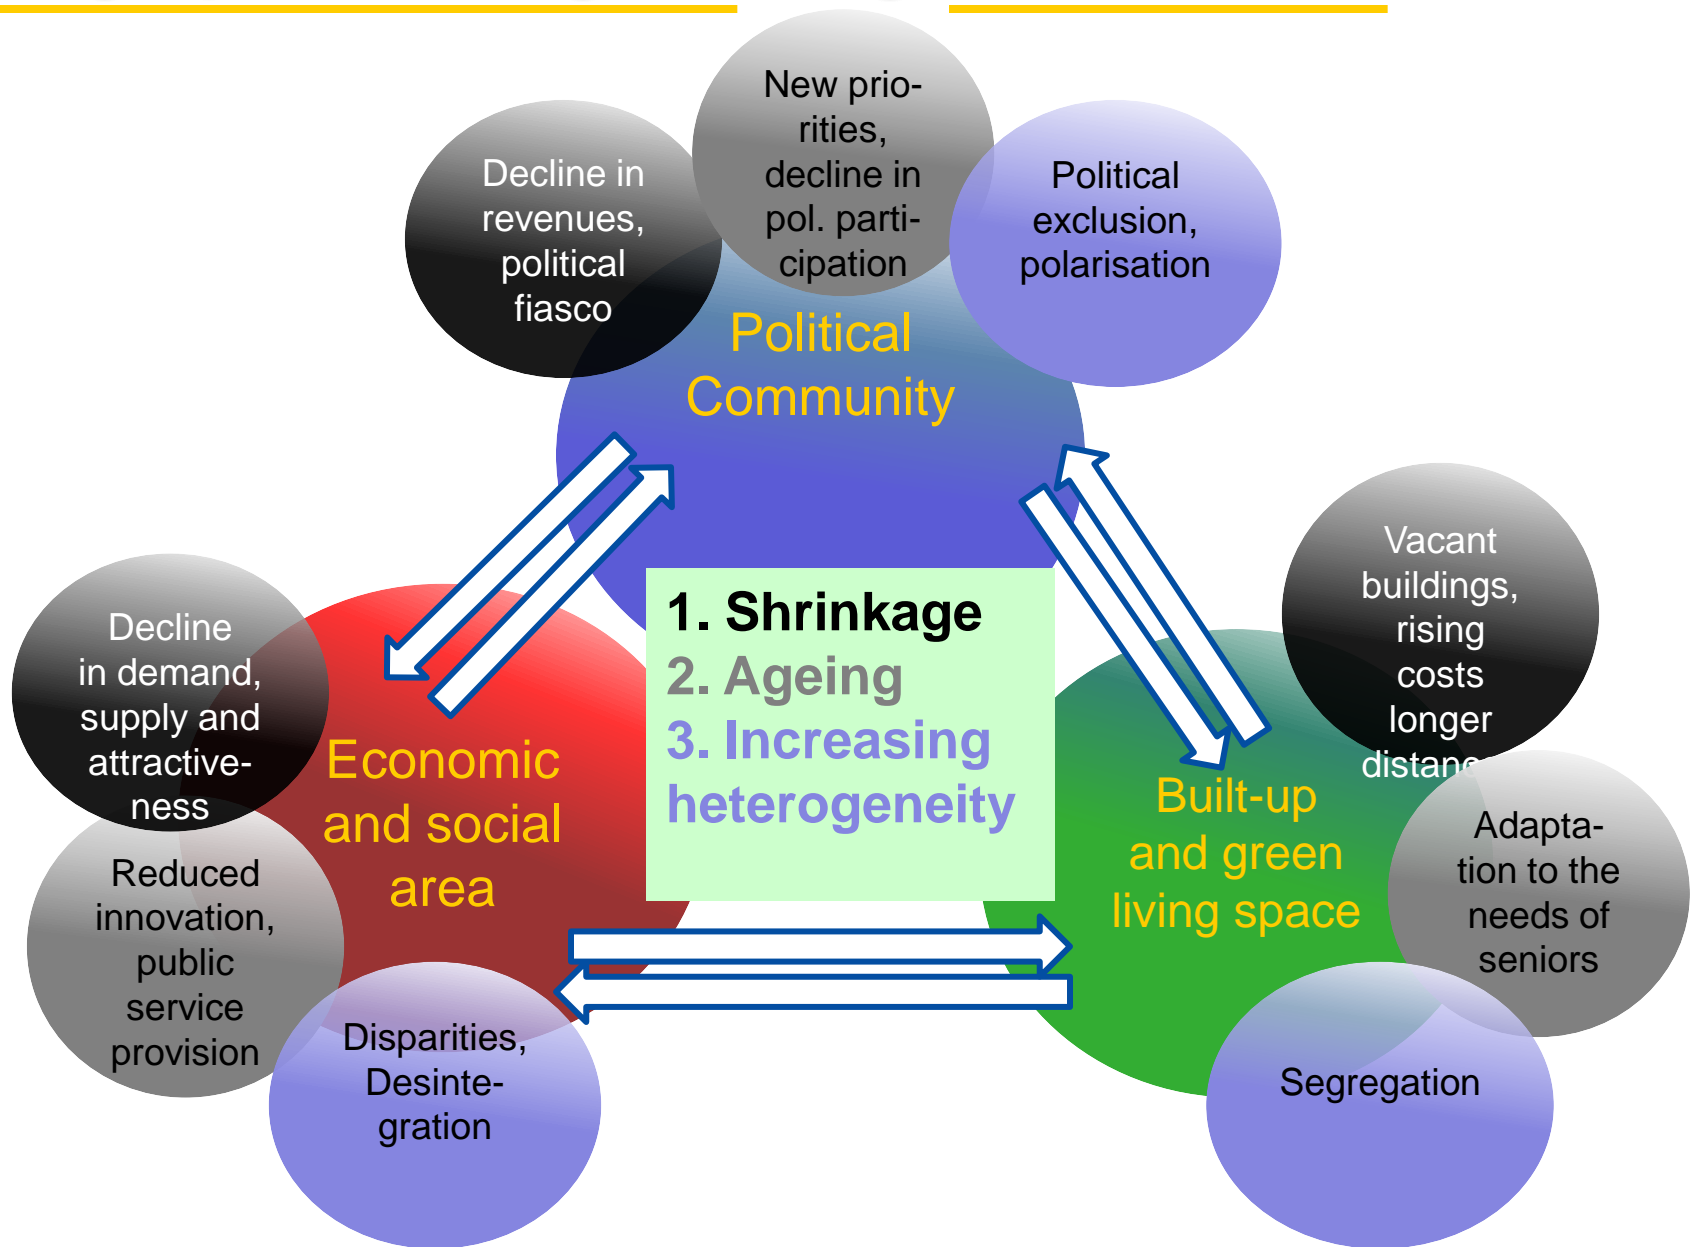 New prio-
rities,
decline in
pol. parti-
cipation
Decline in
revenues,
political
fiasco
Political
exclusion,
polarisation
Political
Community
Vacant
buildings,
rising
costs
longer
1. Shrinkage
2. Ageing
3. Increasing
heterogeneity
Decline
in demand,
supply and
attractive-
ness
Economic
and social
area
Built-up
and green
living space
Adapta-
tion to the
needs of
seniors
Reduced
innovation,
public
service
provision
Disparities,
Desinte-
gration
Segregation